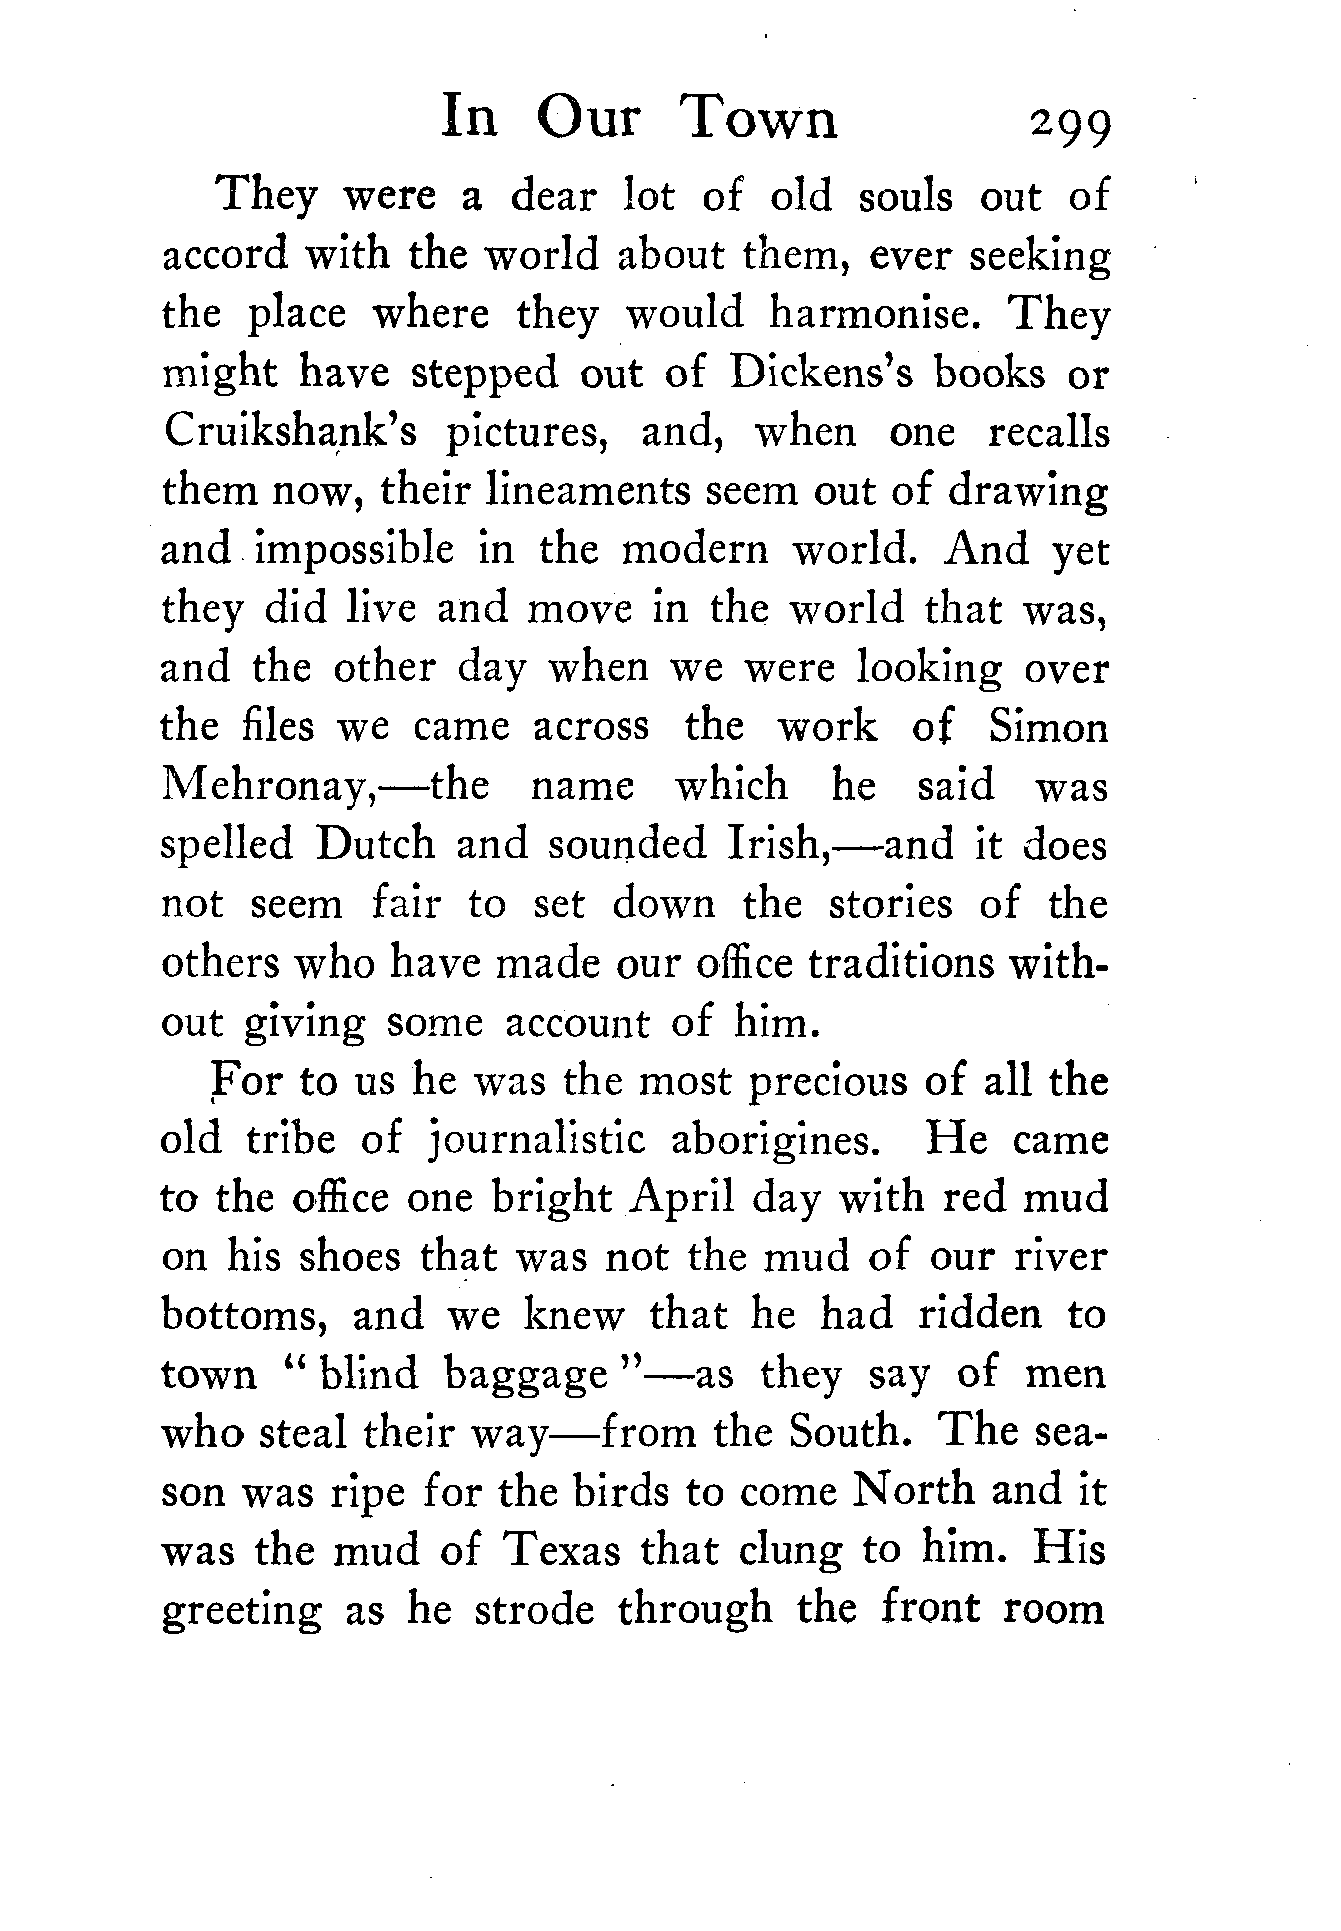 In Our Town 299
They were a dear lot of old souls out of
accord with the world about them, ever seeking
the place where they would harmonise. They
might have stepped out of Dickens's books or
Cruikshank's pictures, and, when one recalls
them now, their lineaments seem out of drawing
and impossible in the modern world. And yet
they did live and move in the world that was,
and the other day when we were looking over
the files we came across the work of Simon
Mehronay,—the name which he said was
spelled Dutch and sounded Irish,—and it does
not seem fair to set down the stories of the
others who have made our office traditions with-
out giving some account of him.
For to us he was the most precious of all the
old tribe of journalistic aborigines. He came
to the office one bright April day with red mud
on his shoes that was not the mud of our river
bottoms, and we knew that he had ridden to
town “ blind baggage ”—as they say of men
who steal their way—from the South. The sea-
son was ripe for the birds to come North and it
was the mud of Texas that clung to him. His
greeting as he strode through the front room